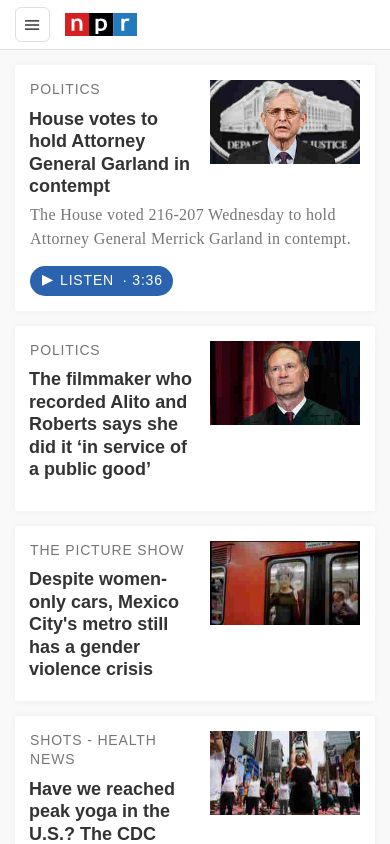 npr
POLITICS
House votes to
hold Attorney
General Garland in
contempt
The House voted 216-207 Wednesday to hold
Attorney General Merrick Garland in contempt.
LISTEN · 3:36
POLITICS
The filmmaker who
recorded Alito and
Roberts says she
did it ‘in service of
a public good’
THE PICTURE SHOW
Despite women-
only cars, Mexico
City's metro still
has a gender
violence crisis
SHOTS - HEALTH
NEWS
Have we reached
peak yoga in the
U.S.? The CDC